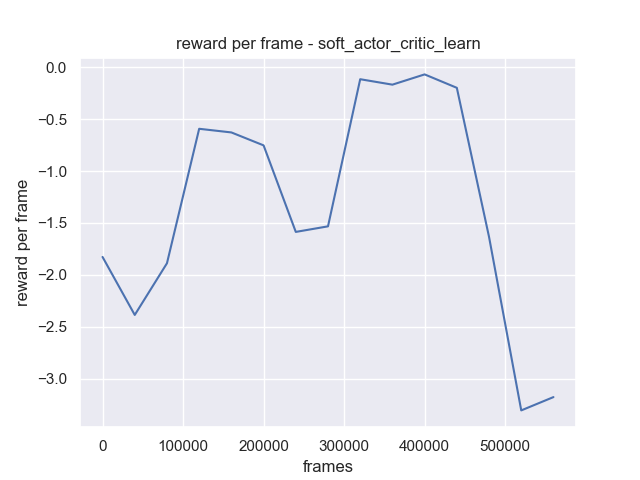 reward per frame - soft_actor_critic_learn
0.0
−0.5
−1.0
−1.5
−2.0
−2.5
−3.0
reward per frame
0 100000 200000 300000 400000 500000
frames